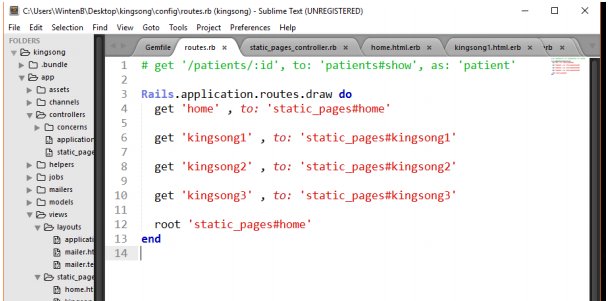 C:\Users\WintenB\Desktop\kingsong\config\routes.rb (kingsong) - Sublime Text (UNREGISTERED)
File Edit Selection Find View Goto Tools Project Preferences Help
FOLDERS
kingsong
.bundle
app
assets
channels
controllers
concerns
application
static_page
helpers
jobs
mailers
models
views
layouts
applicati
mailer.ht
mailer.te
static_page
home.ht
Gemfile × routes.rb × static_pages_controller.rb × home.html.erb × kingsong1.html.erb × rb ×
1 # get '/patients/:id', to: 'patients#show', as: 'patient'
2
3 Rails.application.routes.draw do
4 get 'home' , to: 'static_pages#home'
5
6 get 'kingsong1' , to: 'static_pages#kingsong1'
7
8 get 'kingsong2' , to: 'static_pages#kingsong2'
9
10 get 'kingsong3' , to: 'static_pages#kingsong3'
11
12 root 'static_pages#home'
13 end
14